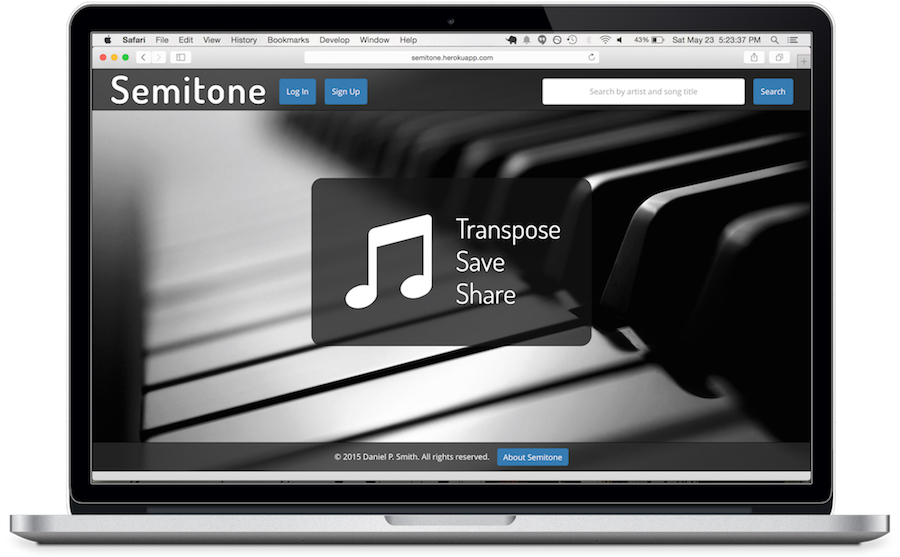 Safari File Edit View History Bookmarks Develop Window Help 43% Sat May 23 5:23:37 PM
semitone.herokuapp.com
Semitone Log In Sign Up Search by artist and song title Search
Transpose
Save
Share
© 2015 Daniel P. Smith. All rights reserved. About Semitone